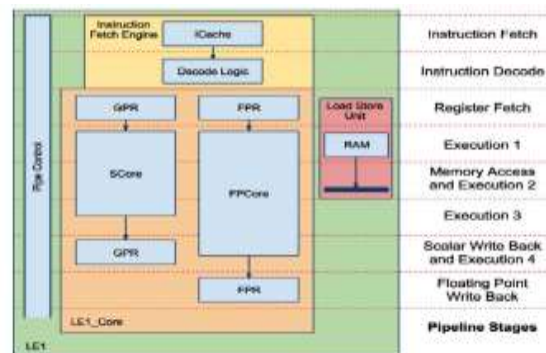 Instruction
Fetch Engine
ICache
Decode Logic
GPR
FPR
Load Store
Unit
RAM
SCore
FPCore
GPR
FPR
Pipe Control
LE1_Core
LE1
Instruction Fetch
Instruction Decode
Register Fetch
Execution 1
Memory Access
and Execution 2
Execution 3
Scalar Write Back
and Execution 4
Floating Point
Write Back
Pipeline Stages